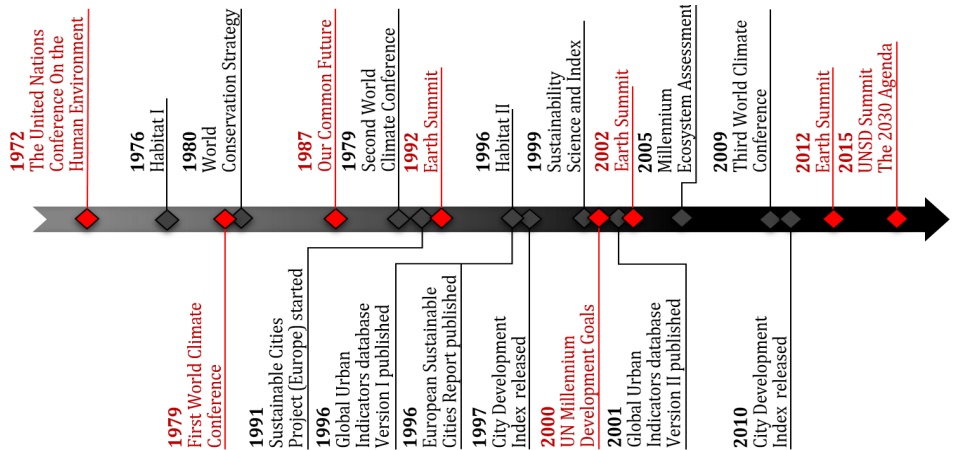 1972
The United Nations
Conference On the
Human Environment
1976
Habitat I
1980
World
Conservation Strategy
1987
Our Common Future
1979
Second World
Climate Conference
1992
Earth Summit
1996
Habitat II
1999
Sustainability
Science and Index
2002
Earth Summit
2005
Millennium
Ecosystem Assessment
2009
Third World Climate
Conference
2012
Earth Summit
2015
UNSD Summit
The 2030 Agenda
1979
First World Climate
Conference
1991
Sustainable Cities
Project (Europe) started
1996
Global Urban
Indicators database
Version I published
1996
European Sustainable
Cities Report published
1997
City Development
Index released
2000
UN Millennium
Development Goals
2001
Global Urban
Indicators database
Version II published
2010
City Development
Index released